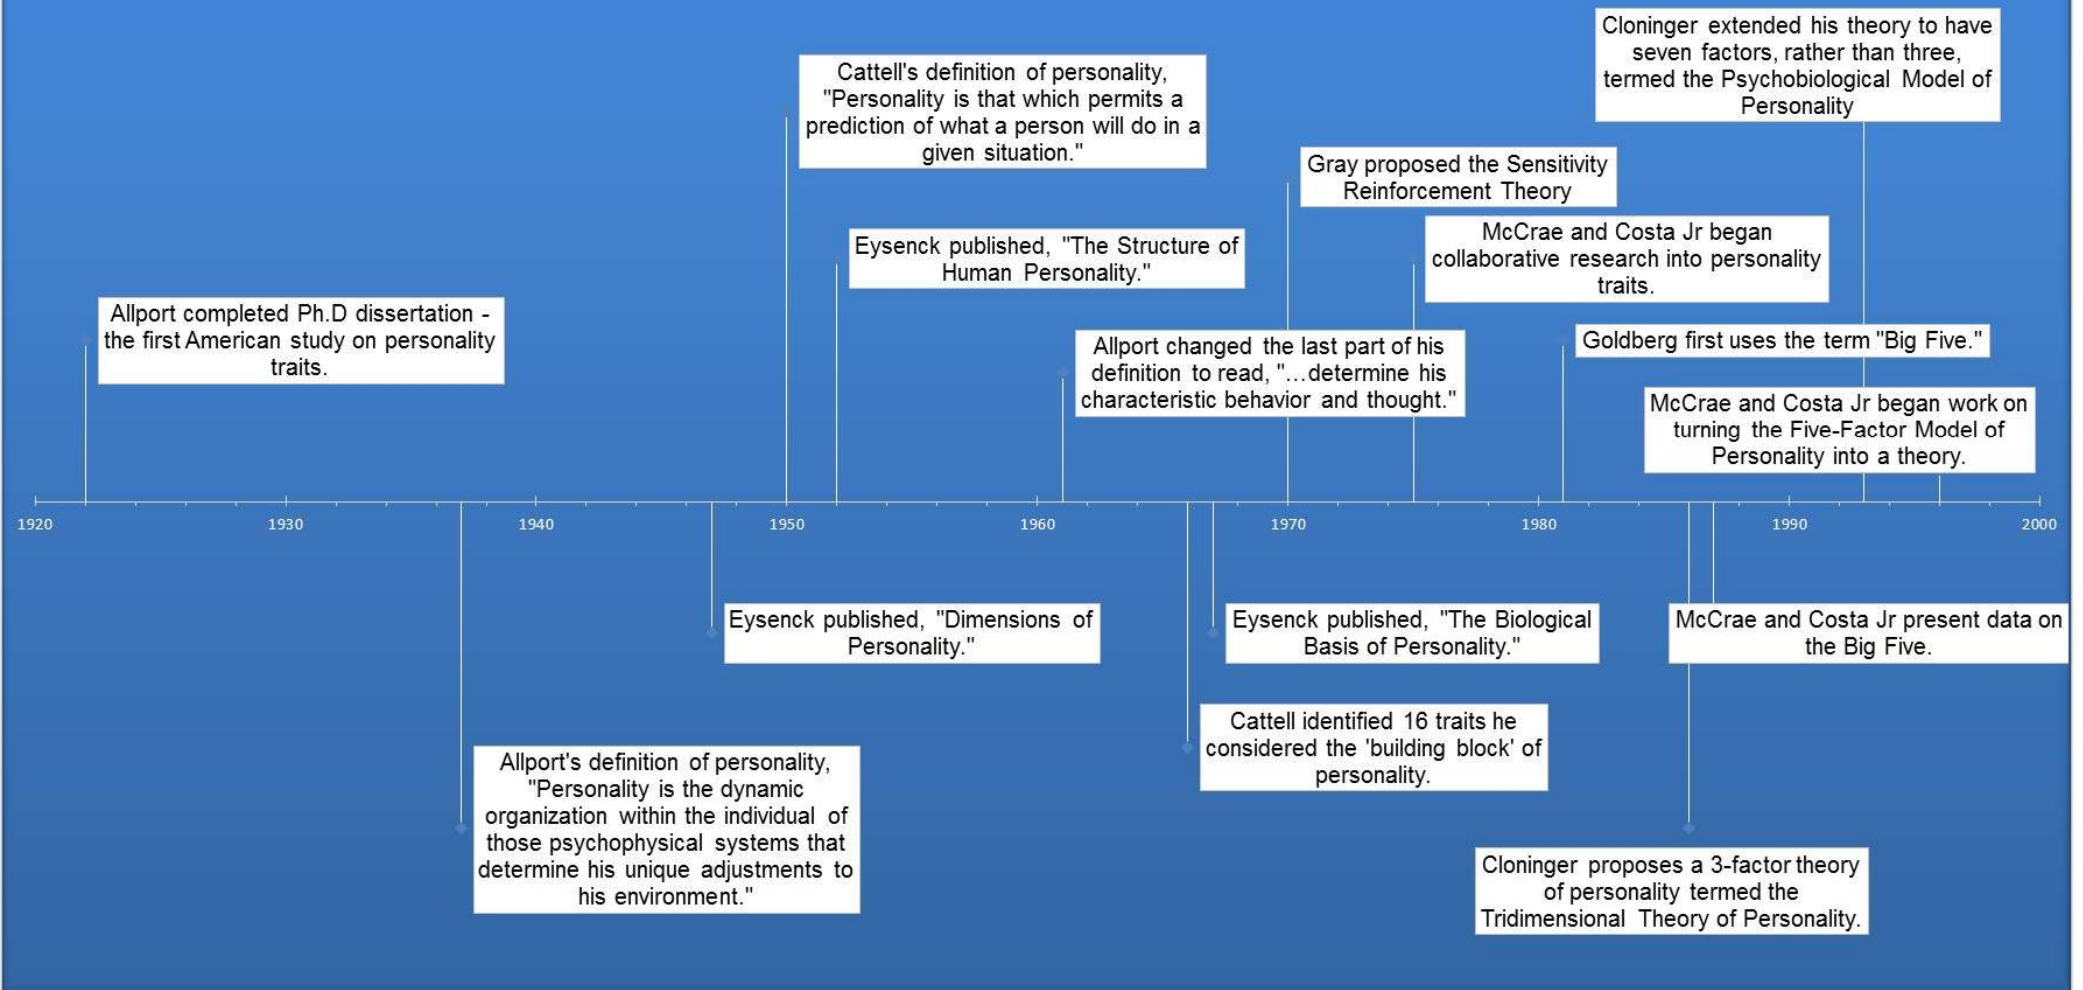 Cloninger extended his theory to have
seven factors, rather than three,
termed the Psychobiological Model of
Personality
Cattell's definition of personality,
"Personality is that which permits a
prediction of what a person will do in a
given situation."
Gray proposed the Sensitivity
Reinforcement Theory
McCrae and Costa Jr began
collaborative research into personality
traits.
Eysenck published, "The Structure of
Human Personality."
Allport completed Ph.D dissertation -
the first American study on personality
traits.
Allport changed the last part of his
definition to read, "...determine his
characteristic behavior and thought."
Goldberg first uses the term "Big Five."
McCrae and Costa Jr began work on
turning the Five-Factor Model of
Personality into a theory.
1920 1930 1940 1950 1960 1970 1980 1990 2000
Eysenck published, "Dimensions of
Personality."
Eysenck published, "The Biological
Basis of Personality."
McCrae and Costa Jr present data on
the Big Five.
Cattell identified 16 traits he
considered the 'building block' of
personality.
Allport's definition of personality,
"Personality is the dynamic
organization within the individual of
those psychophysical systems that
determine his unique adjustments to
his environment."
Cloninger proposes a 3-factor theory
of personality termed the
Tridimensional Theory of Personality.